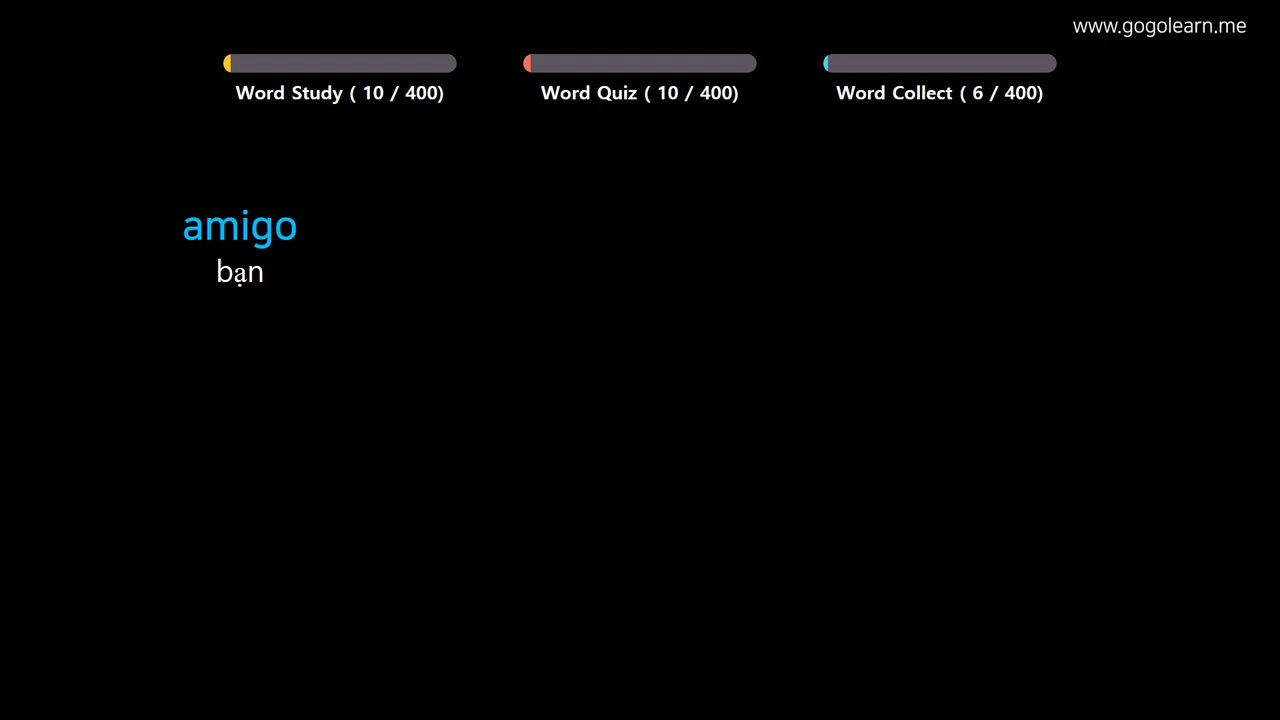 www.gogolearn.me
Word Study ( 10 / 400)
Word Quiz ( 10 / 400)
Word Collect ( 6 / 400)
amigo
bạn